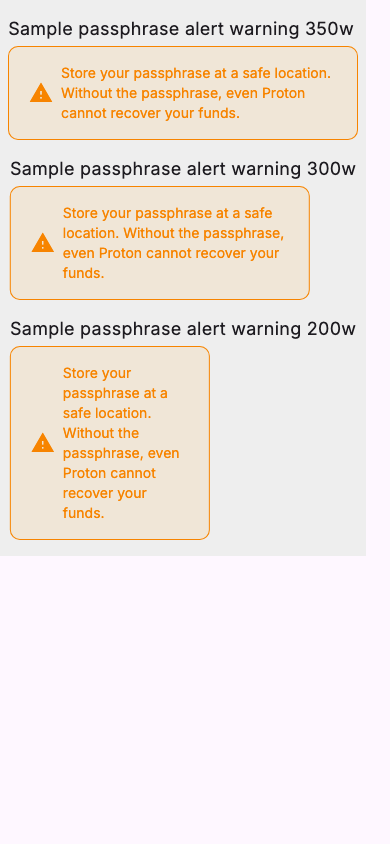 Sample passphrase alert warning 350w
Store your passphrase at a safe location.
Without the passphrase, even Proton
cannot recover your funds.
Sample passphrase alert warning 300w
Store your passphrase at a safe
location. Without the passphrase,
even Proton cannot recover your
funds.
Sample passphrase alert warning 200w
Store your
passphrase at a
safe location.
Without the
passphrase, even
Proton cannot
recover your
funds.